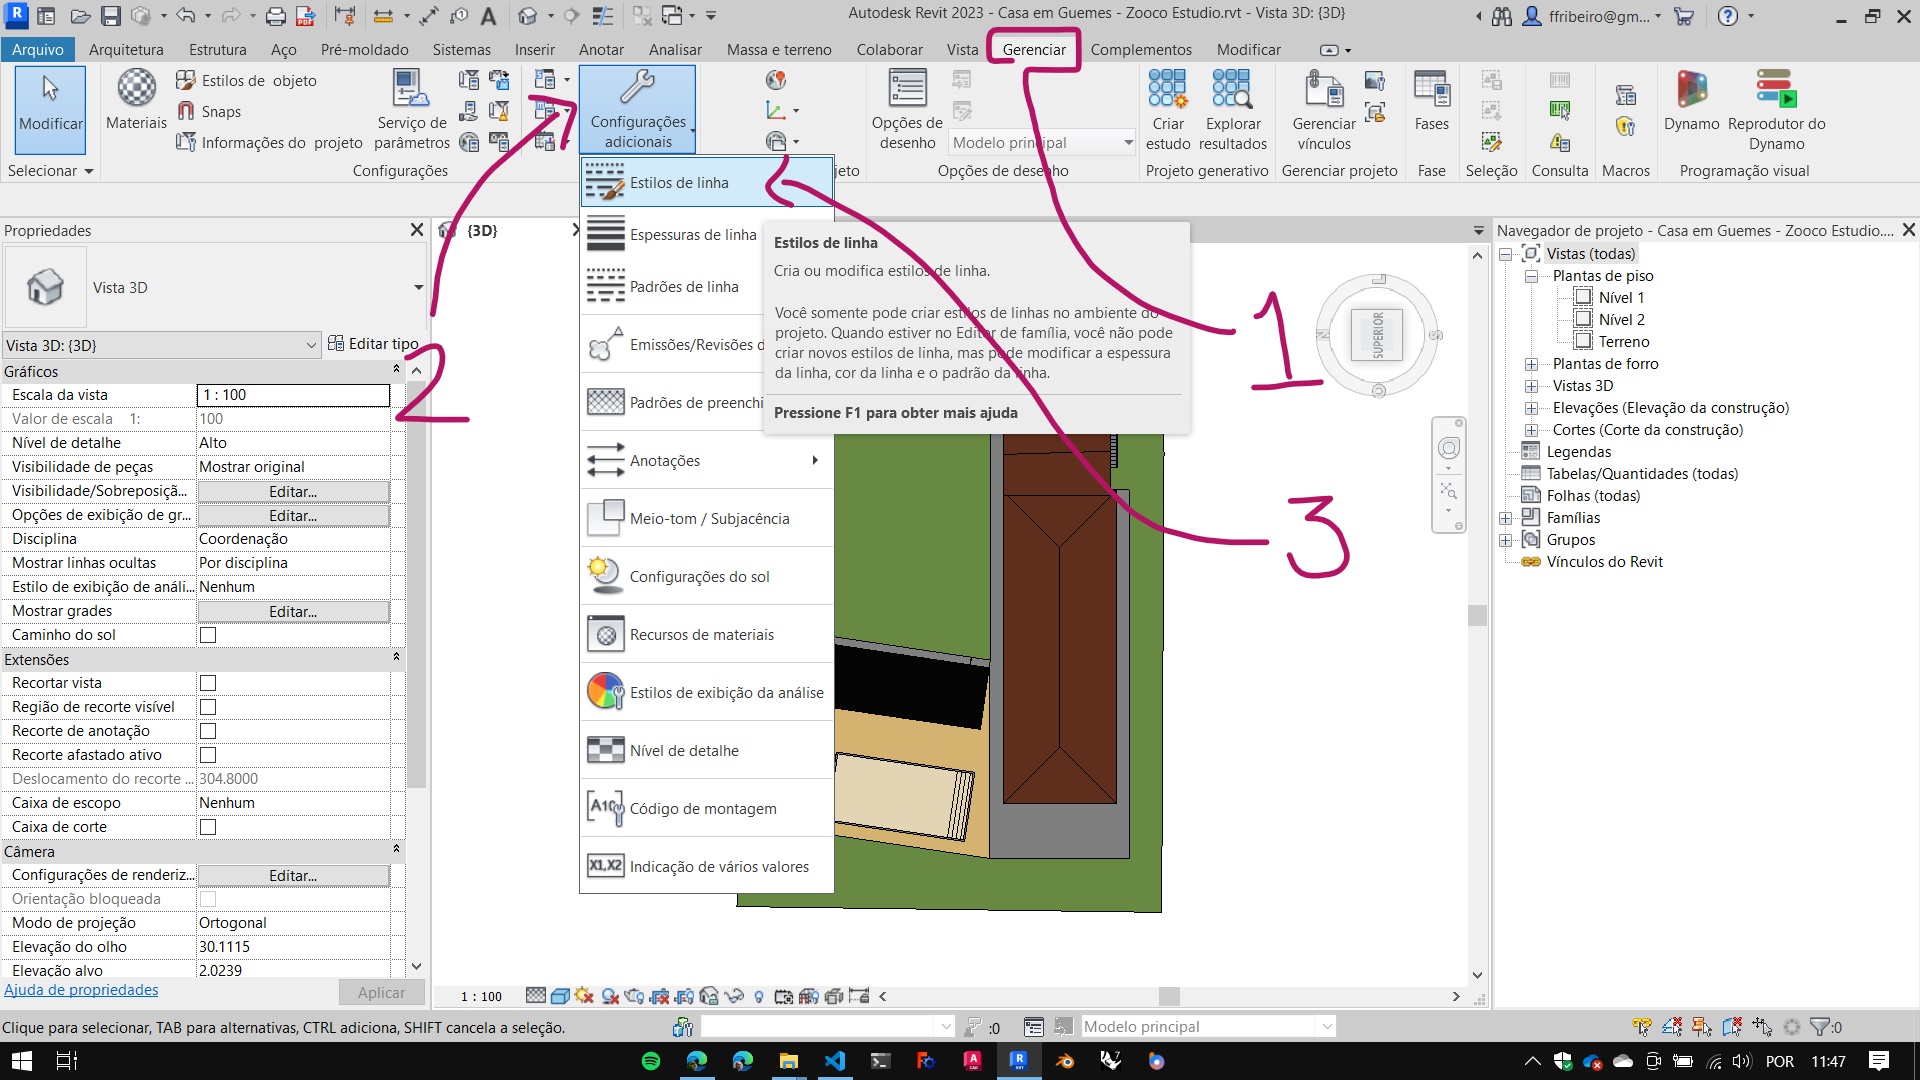 Autodesk Revit 2023 - Casa em Guemes - Zooco Estudio.rvt - Vista 3D: {3D}
ffribeiro@gm...
Arquivo Arquitetura Estrutura Aço Pré-moldado Sistemas Inserir Anotar Analisar Massa e terreno Colaborar Vista Gerenciar Complementos Modificar
Modificar
Materiais
Estilos de objeto
Snaps
Informações do projeto
Serviço de
parâmetros
Configurações
adicionais
Opções de
desenho
Modelo principal
Criar
estudo
Explorar
resultados
Gerenciar
vínculos
Fases
Dynamo
Reprodutor do
Dynamo
Selecionar
Configurações
jeto
Opções de desenho
Projeto generativo
Gerenciar projeto
Fase
Seleção
Consulta
Macros
Programação visual
Propriedades
Vista 3D
Vista 3D: {3D}
Editar tipo
Gráficos
Escala da vista 1 : 100
Valor de escala 1: 100
Nível de detalhe Alto
Visibilidade de peças Mostrar original
Visibilidade/Sobreposiçã... Editar...
Opções de exibição de gr... Editar...
Disciplina Coordenação
Mostrar linhas ocultas Por disciplina
Estilo de exibição de análi... Nenhum
Mostrar grades Editar...
Caminho do sol
Extensões
Recortar vista
Região de recorte visível
Recorte de anotação
Recorte afastado ativo
Deslocamento do recorte ... 304.8000
Caixa de escopo Nenhum
Caixa de corte
Câmera
Configurações de renderiz... Editar...
Orientação bloqueada
Modo de projeção Ortogonal
Elevação do olho 30.1115
Elevação alvo 2.0239
Ajuda de propriedades
Aplicar
{3D}
Estilos de linha
Espessuras de linha
Padrões de linha
Emissões/Revisões d
Padrões de preenchi
Anotações
Meio-tom / Subjacência
Configurações do sol
Recursos de materiais
Estilos de exibição da análise
Nível de detalhe
Código de montagem
X1,X2 Indicação de vários valores
Estilos de linha
Cria ou modifica estilos de linha.
Você somente pode criar estilos de linhas no ambiente do
projeto. Quando estiver no Editor de família, você não pode
criar novos estilos de linha, mas pode modificar a espessura
da linha, cor da linha e o padrão da linha.
Pressione F1 para obter mais ajuda
1
2
3
SUPERIOR
Navegador de projeto - Casa em Guemes - Zooco Estudio....
Vistas (todas)
Plantas de piso
Nível 1
Nível 2
Terreno
Plantas de forro
Vistas 3D
Elevações (Elevação da construção)
Cortes (Corte da construção)
Legendas
Tabelas/Quantidades (todas)
Folhas (todas)
Famílias
Grupos
Vínculos do Revit
1 : 100
Clique para selecionar, TAB para alternativas, CTRL adiciona, SHIFT cancela a seleção.
:0
Modelo principal
:0
POR
11:47